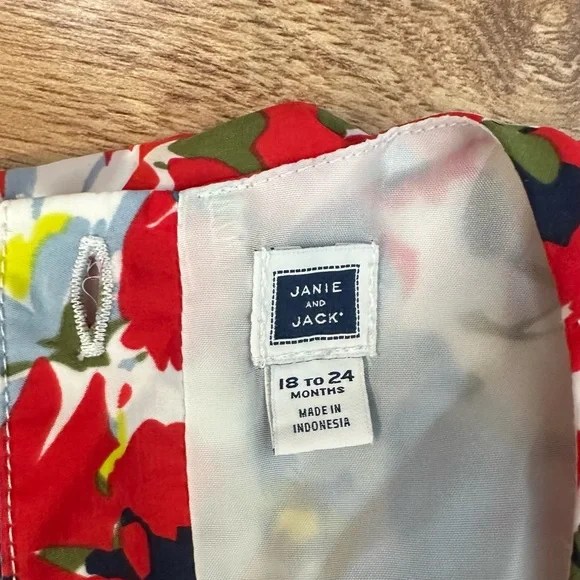 JANIE
AND
JACK
18 TO 24
MONTHS
MADE IN
INDONESIA